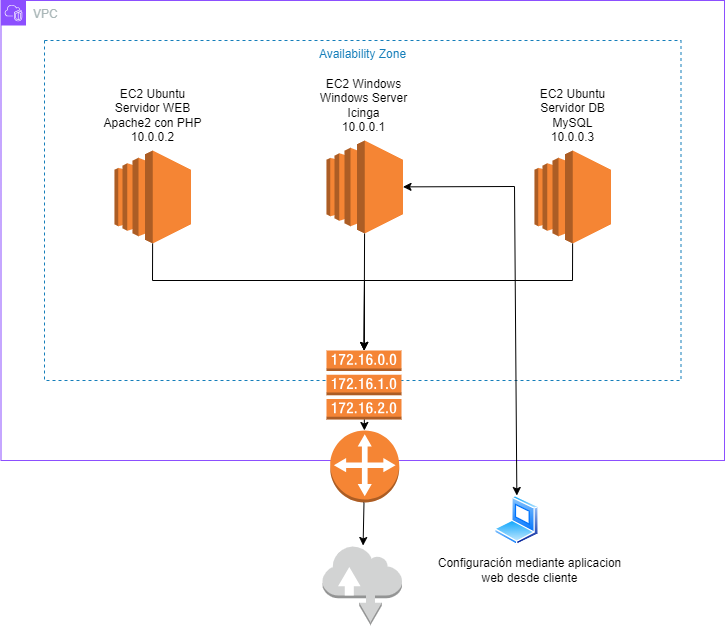 VPC
Availability Zone
EC2 Ubuntu
Servidor WEB
Apache2 con PHP
10.0.0.2
EC2 Windows
Windows Server
Icinga
10.0.0.1
EC2 Ubuntu
Servidor DB
MySQL
10.0.0.3
172.16.0.0
172.16.1.0
172.16.2.0
Configuración mediante aplicacion
web desde cliente